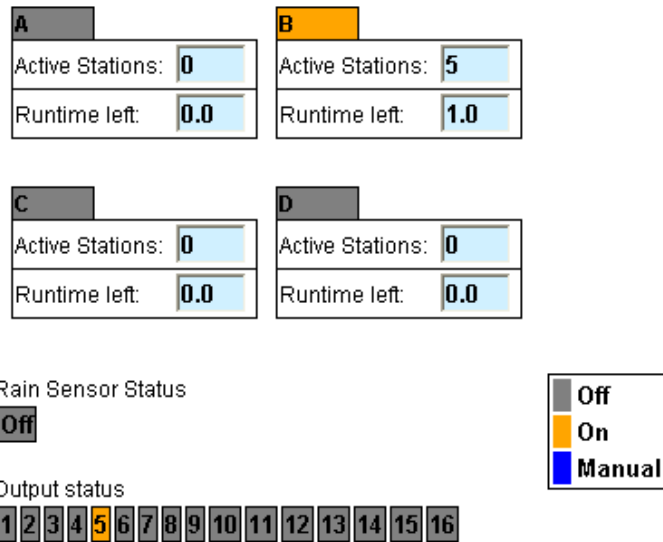 A B
Active Stations: 0 Active Stations: 5
Runtime left: 0.0 Runtime left: 1.0
C D
Active Stations: 0 Active Stations: 0
Runtime left: 0.0 Runtime left: 0.0
Rain Sensor Status
Off
Output status
1 2 3 4 5 6 7 8 9 10 11 12 13 14 15 16
Off
On
Manual